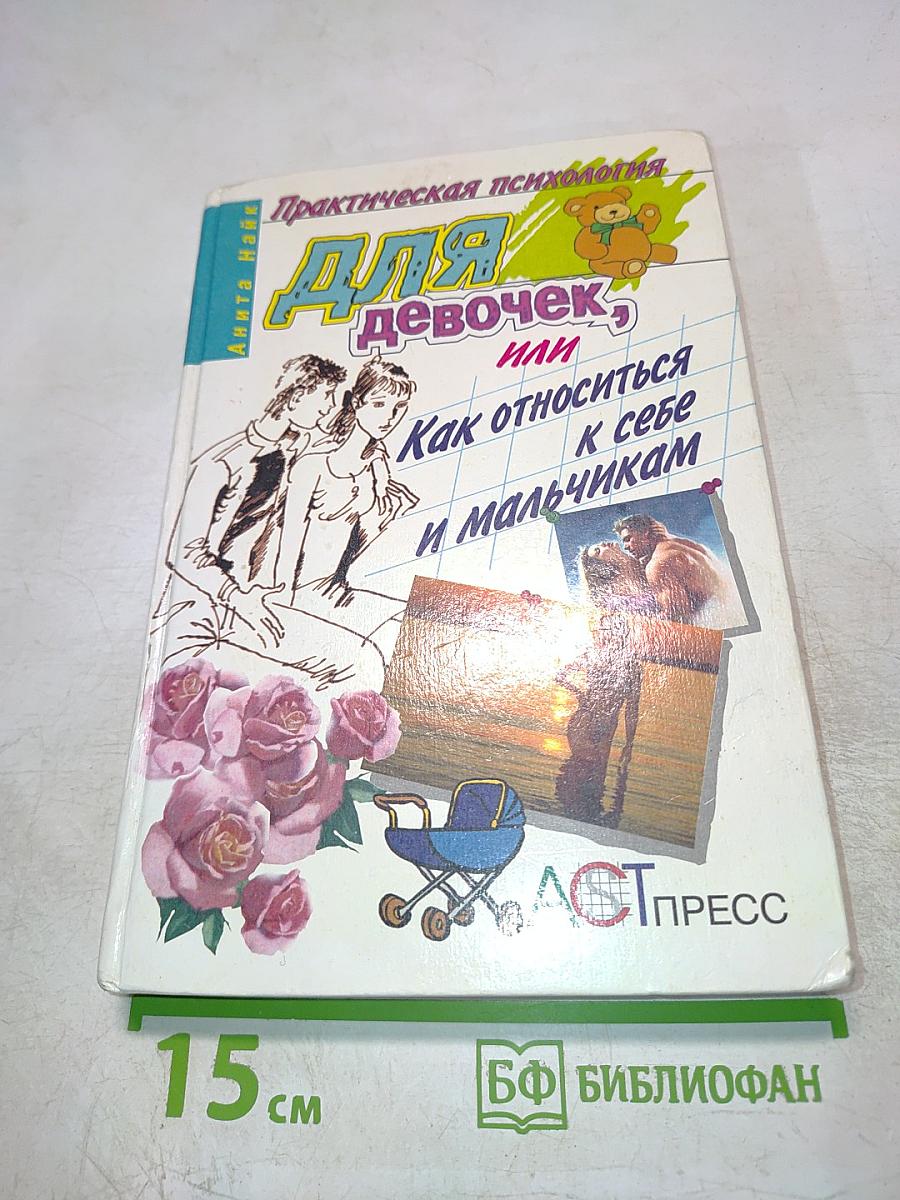 Анита Найк
Практическая психология
для
девочек,
или
Как относиться
к себе
и мальчикам
АСТ ПРЕСС
15 см
БФ БИБЛИОФАН